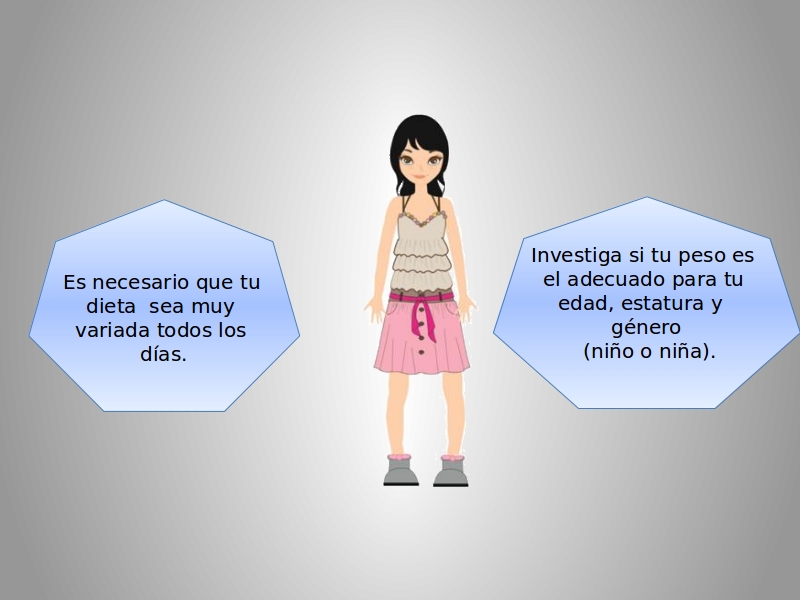 Es necesario que tu
dieta  sea muy
variada todos los
días.
Investiga si tu peso es
el adecuado para tu
edad, estatura y
género
(niño o niña).